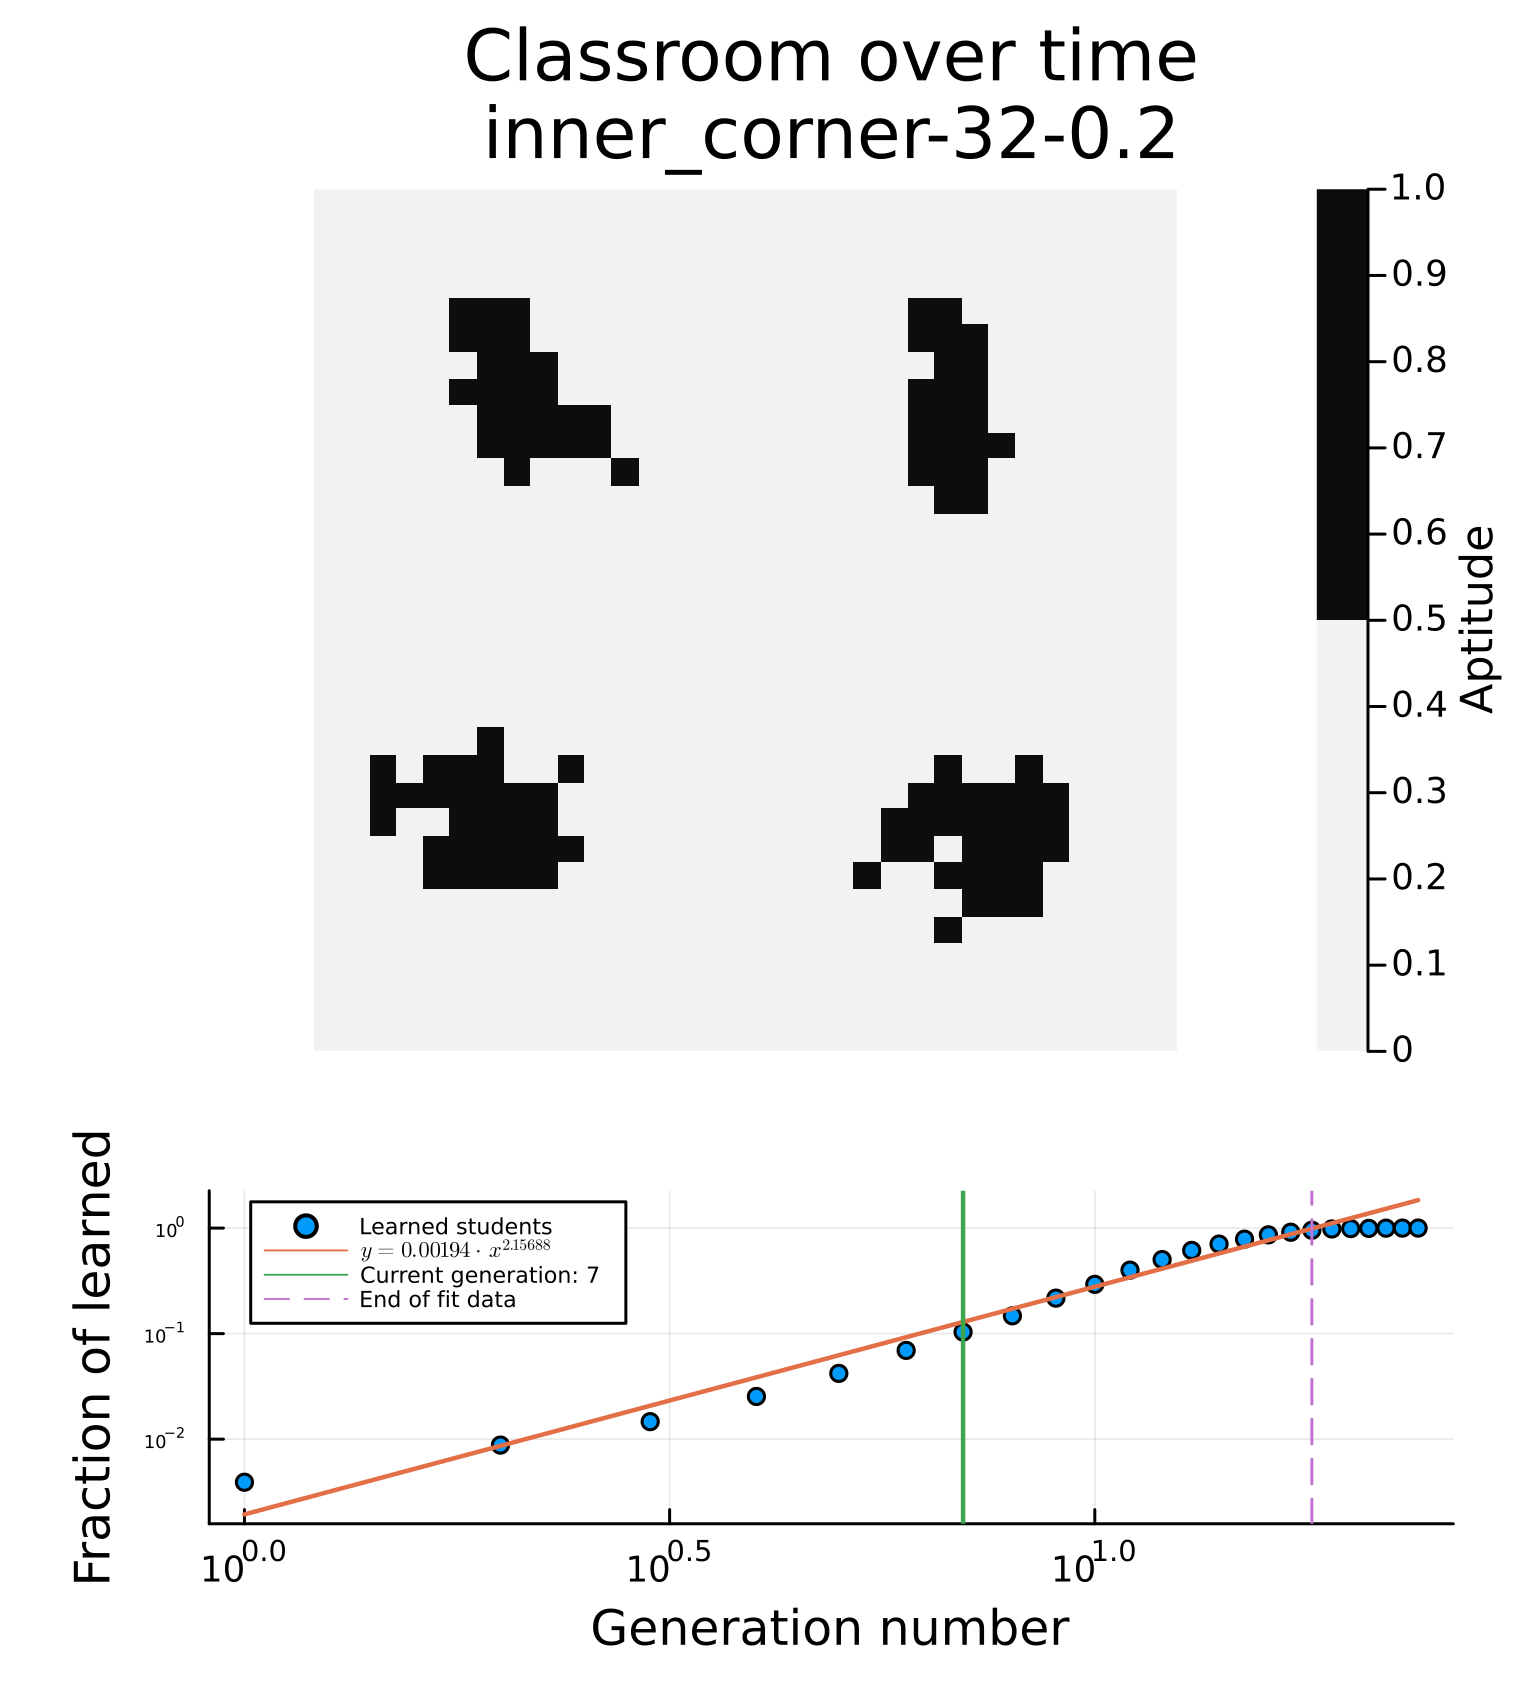 Classroom over time
inner_corner-32-0.2
1.0
0.9
0.8
0.7
0.6
0.5
0.4
0.3
0.2
0.1
0
Aptitude
Fraction of learned
10⁰
10⁻¹
10⁻²
Learned students
y = 0.00194 · x^2.15688
Current generation: 7
End of fit data
10^0.0
10^0.5
10^1.0
Generation number